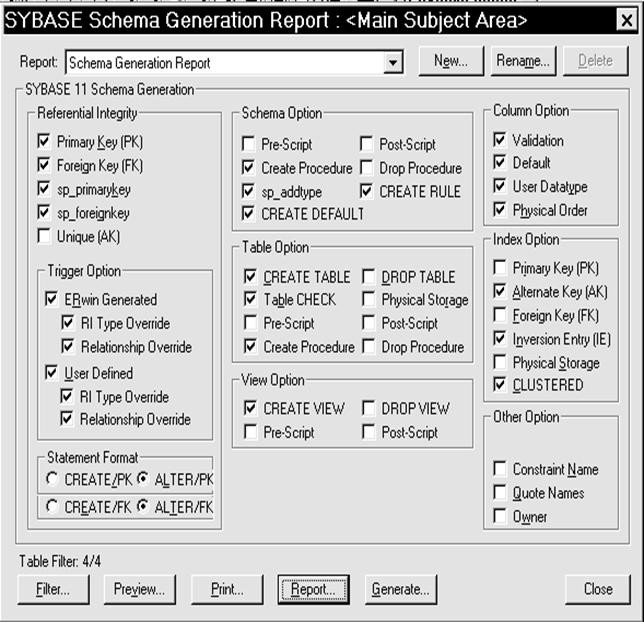 SYBASE Schema Generation Report : <Main Subject Area>
Report: Schema Generation Report New... Rename... Delete
SYBASE 11 Schema Generation
Referential Integrity
Primary Key (PK)
Foreign Key (FK)
sp_primarykey
sp_foreignkey
Unique (AK)
Trigger Option
ERwin Generated
RI Type Override
Relationship Override
User Defined
RI Type Override
Relationship Override
Statement Format
CREATE/PK ALTER/PK
CREATE/FK ALTER/FK
Schema Option
Pre-Script Post-Script
Create Procedure Drop Procedure
sp_addtype CREATE RULE
CREATE DEFAULT
Table Option
CREATE TABLE DROP TABLE
Table CHECK Physical Storage
Pre-Script Post-Script
Create Procedure Drop Procedure
View Option
CREATE VIEW DROP VIEW
Pre-Script Post-Script
Column Option
Validation
Default
User Datatype
Physical Order
Index Option
Primary Key (PK)
Alternate Key (AK)
Foreign Key (FK)
Inversion Entry (IE)
Physical Storage
CLUSTERED
Other Option
Constraint Name
Quote Names
Owner
Table Filter: 4/4
Filter... Preview... Print... Report... Generate... Close